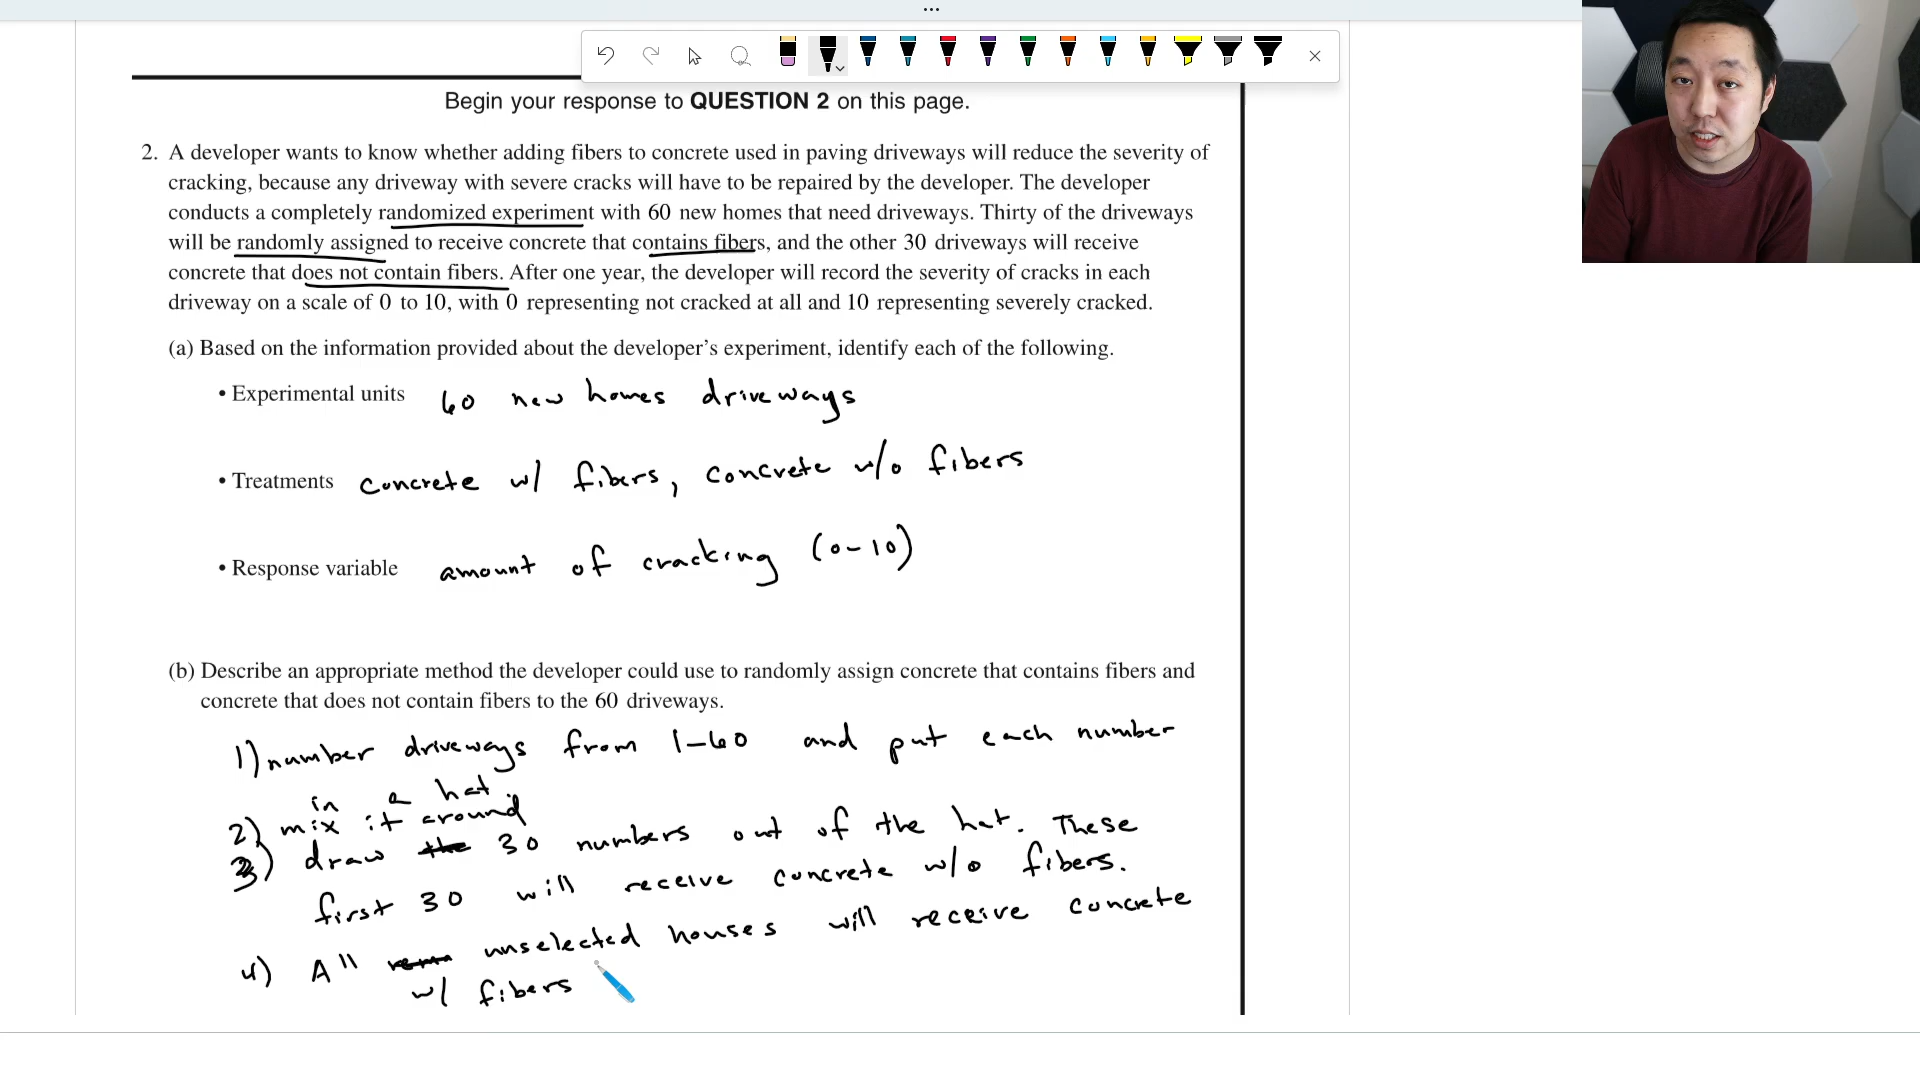 ...
Begin your response to QUESTION 2 on this page.
2. A developer wants to know whether adding fibers to concrete used in paving driveways will reduce the severity of
cracking, because any driveway with severe cracks will have to be repaired by the developer. The developer
conducts a completely randomized experiment with 60 new homes that need driveways. Thirty of the driveways
will be randomly assigned to receive concrete that contains fibers, and the other 30 driveways will receive
concrete that does not contain fibers. After one year, the developer will record the severity of cracks in each
driveway on a scale of 0 to 10, with 0 representing not cracked at all and 10 representing severely cracked.
(a) Based on the information provided about the developer's experiment, identify each of the following.
• Experimental units 60 new homes driveways
• Treatments concrete w/ fibers, concrete w/o fibers
• Response variable amount of cracking (0-10)
(b) Describe an appropriate method the developer could use to randomly assign concrete that contains fibers and
concrete that does not contain fibers to the 60 driveways.
1) number driveways from 1-60 and put each number
in a hat
2) mix it around
3) draw the 30 numbers out of the hat. These
first 30 will receive concrete w/o fibers.
4) All rem unselected houses will receive concrete
w/ fibers